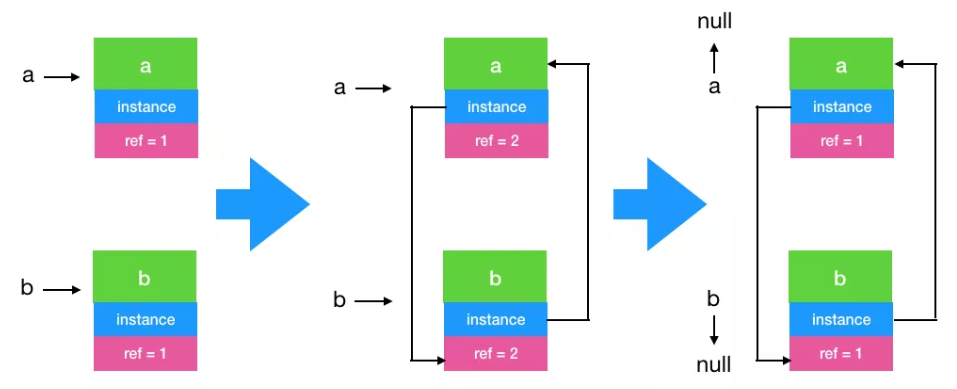 a
a
instance
ref = 1
b
b
instance
ref = 1
a
a
instance
ref = 2
b
b
instance
ref = 2
null
a
a
instance
ref = 1
b
b
instance
ref = 1
null